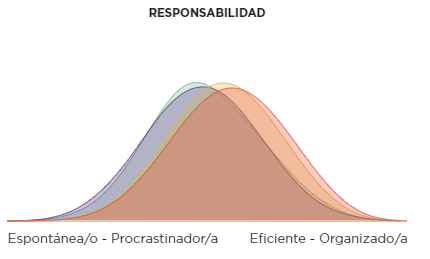 RESPONSABILIDAD
Espontánea/o - Procrastinador/a Eficiente - Organizado/a